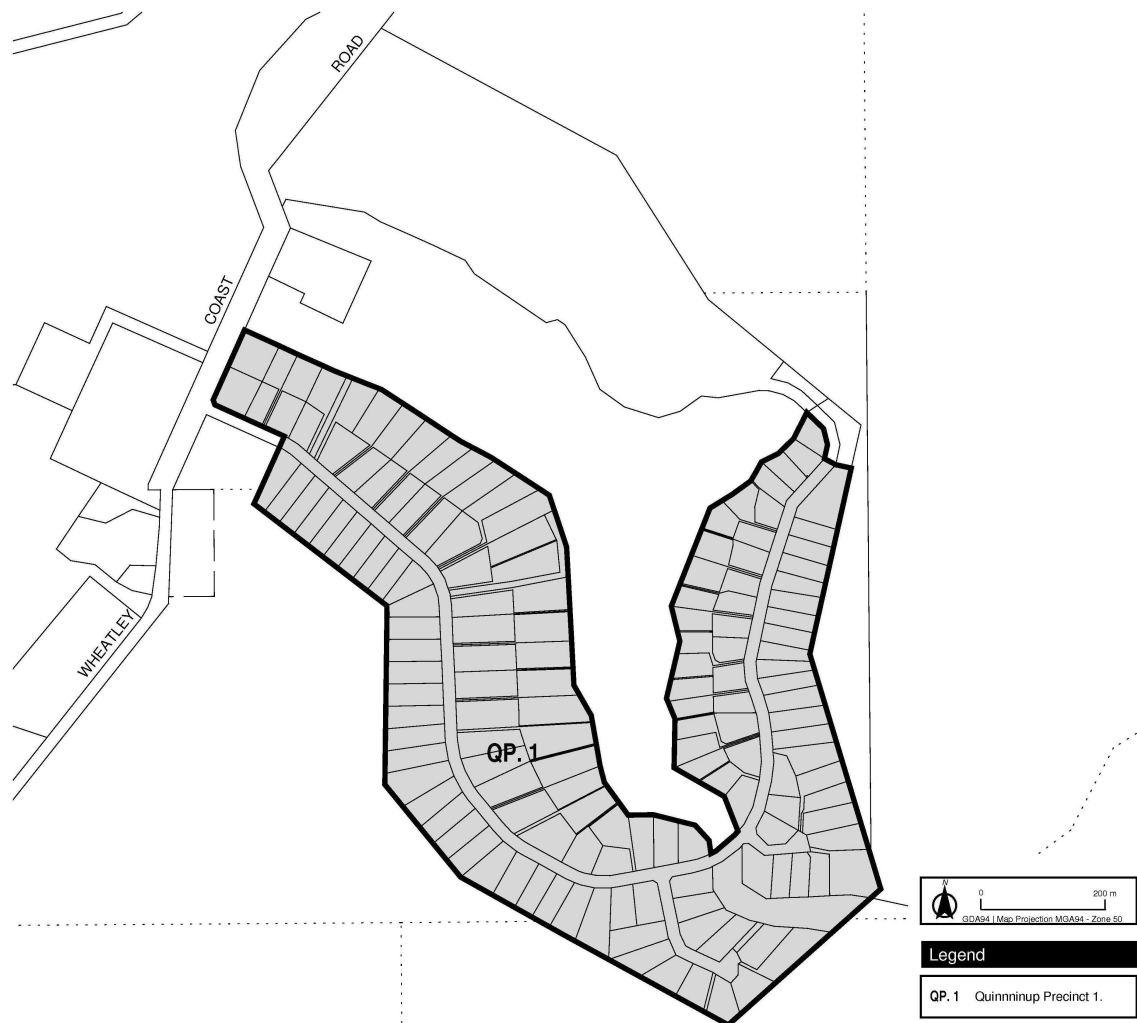 ROAD
COAST
WHEATLEY
QP. 1
N
0 200 m
GDA94 | Map Projection MGA94 - Zone 50
Legend
QP. 1 Quinnninup Precinct 1.